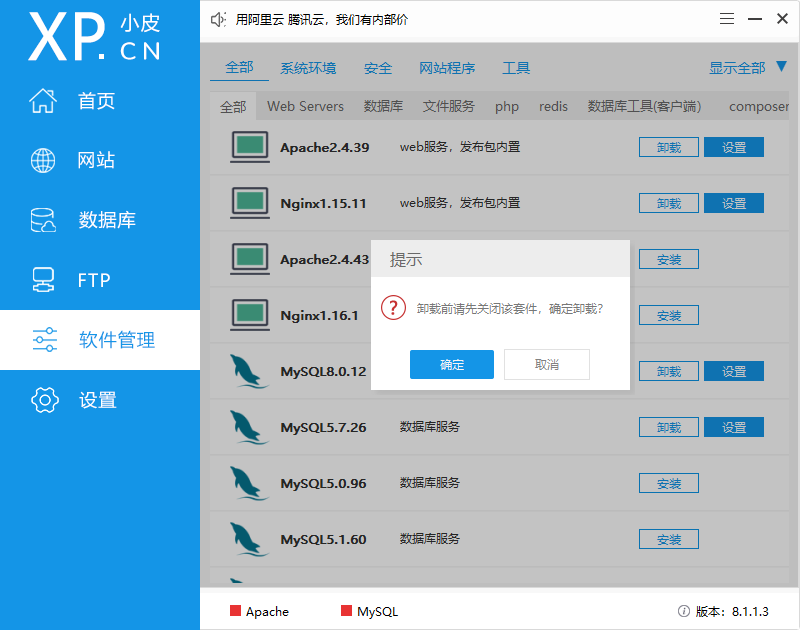 XP.CN 小皮
用阿里云 腾讯云，我们有内部价
首页
网站
数据库
FTP
软件管理
设置
全部 系统环境 安全 网站程序 工具 显示全部
全部 Web Servers 数据库 文件服务 php redis 数据库工具(客户端) composer
Apache2.4.39 web服务，发布包内置 卸载 设置
Nginx1.15.11 web服务，发布包内置 卸载 设置
Apache2.4.43 安装
Nginx1.16.1 安装
MySQL8.0.12 卸载 设置
MySQL5.7.26 数据库服务 卸载 设置
MySQL5.0.96 数据库服务 安装
MySQL5.1.60 数据库服务 安装
提示
卸载前请先关闭该套件，确定卸载?
确定 取消
Apache MySQL 版本：8.1.1.3